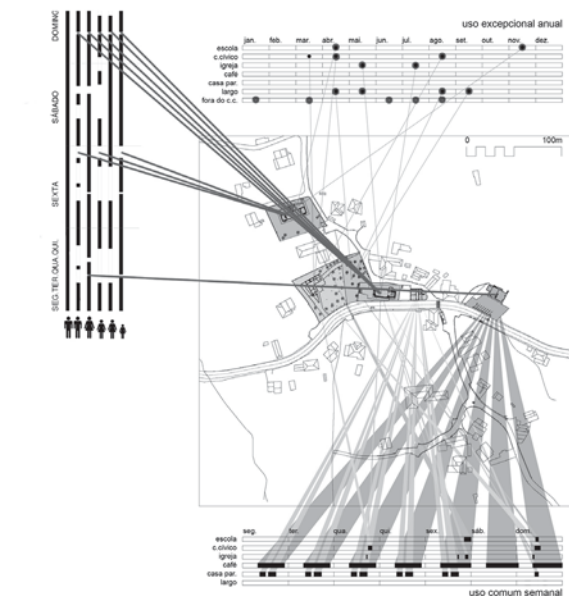 uso excepcional anual
jan. feb. mar. abr. mai. jun. jul. ago. set. out. nov. dez.
escola
c.cívico
igreja
café
casa par.
largo
fora do c.c.
DOMINGO
SÁBADO
SEXTA
SEG.TER.QUA.QUI.
0 100m
seg. ter. qua. qui. sex. sáb. dom.
escola
c.cívico
igreja
café
casa par.
largo
uso comum semanal